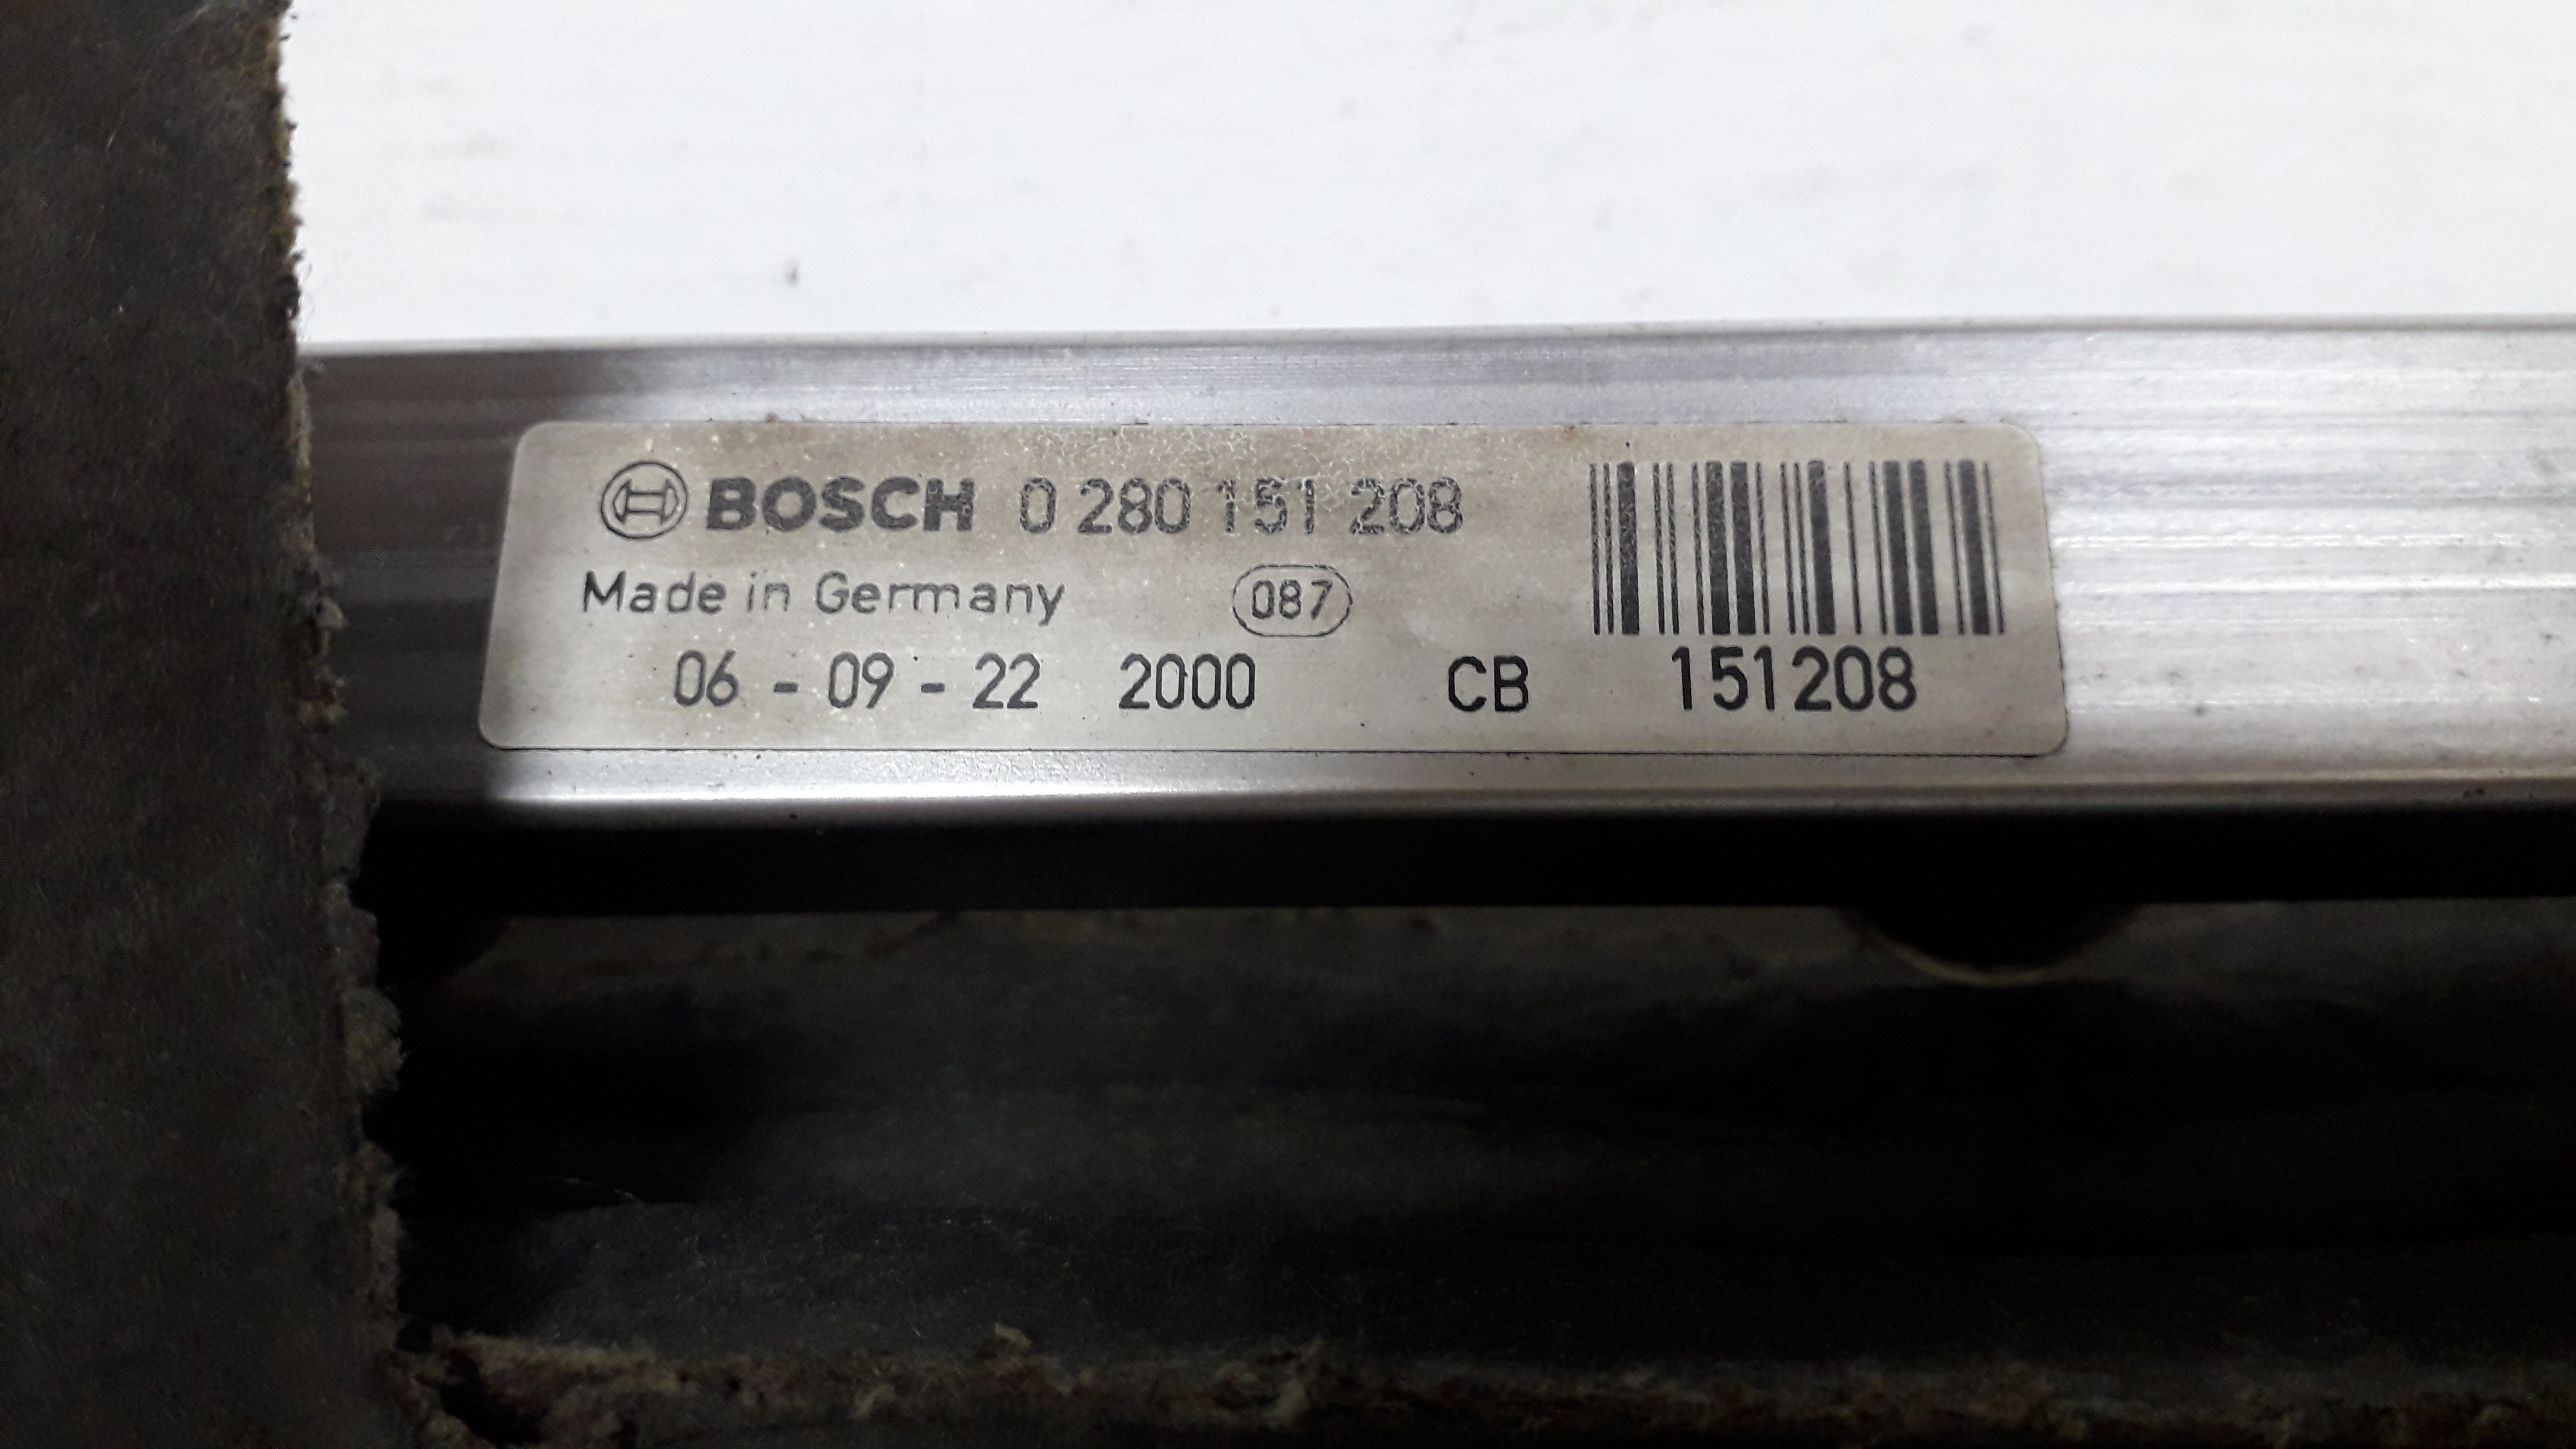 BOSCH 0 280 151 208
Made in Germany 087
06 - 09 - 22 2000 CB 151208